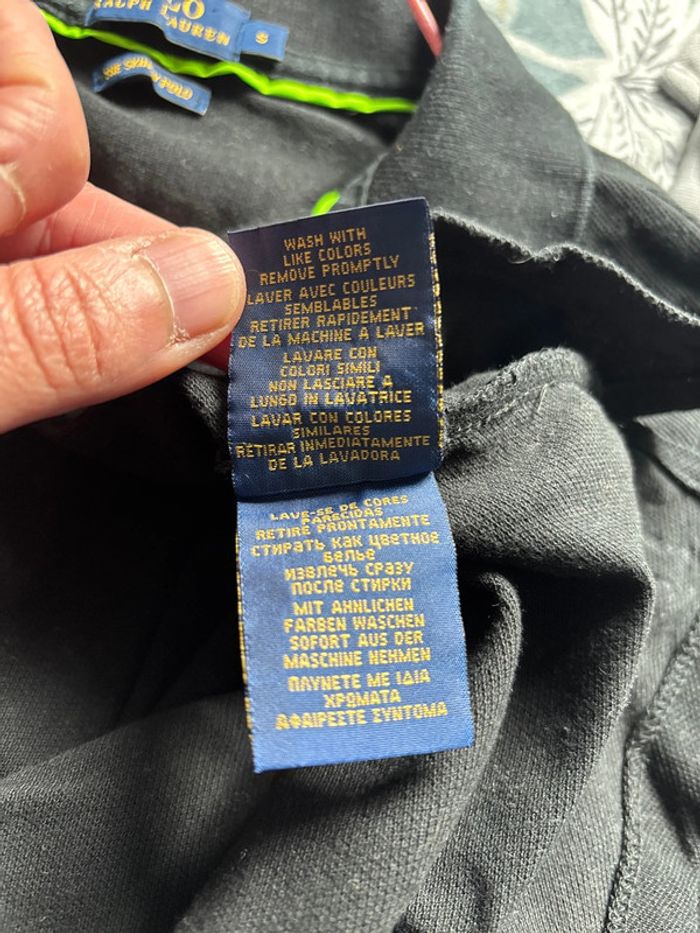 RALPH LAUREN
S
WASH WITH
LIKE COLORS
REMOVE PROMPTLY
LAVER AVEC COULEURS
SEMBLABLES
RETIRER RAPIDEMENT
DE LA MACHINE A LAVER
LAVARE CON
COLORI SIMILI
NON LASCIARE A
LUNGO IN LAVATRICE
LAVAR CON COLORES
SIMILARES
RETIRAR INMEDIATAMENTE
DE LA LAVADORA
LAVE-SE DE CORES
PARECIDAS
RETIRE PRONTAMENTE
СТИРАТЬ КАК ЦВЕТНОЕ
БЕЛЬЕ
ИЗВЛЕЧЬ СРАЗУ
ПОСЛЕ СТИРКИ
MIT AHNLICHEN
FARBEN WASCHEN
SOFORT AUS DER
MASCHINE NEHMEN
ΠΛΥΝΕΤΕ ΜΕ ΙΔΙΑ
ΧΡΩΜΑΤΑ
ΑΦΑΙΡΕΣΤΕ ΣΥΝΤΟΜΑ